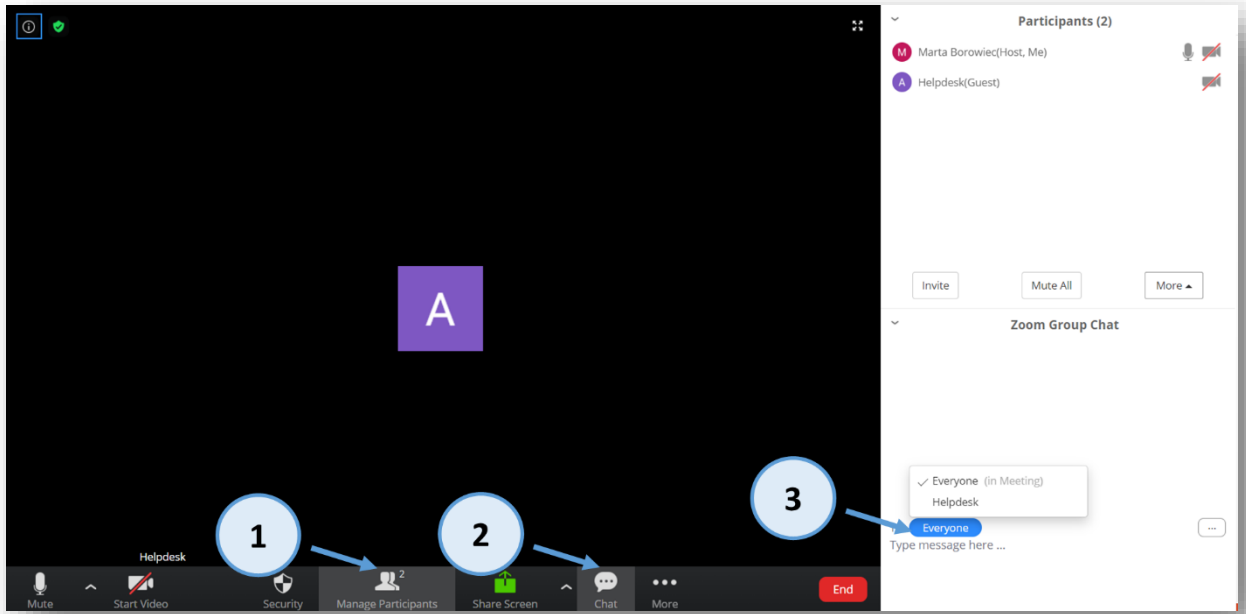 Participants (2)
M Marta Borowiec(Host, Me)
A Helpdesk(Guest)
A
Invite Mute All More
Zoom Group Chat
Everyone (in Meeting)
Helpdesk
3
Everyone ...
Type message here ...
1
2
Helpdesk
2
Mute Start Video Security Manage Participants Share Screen Chat More End